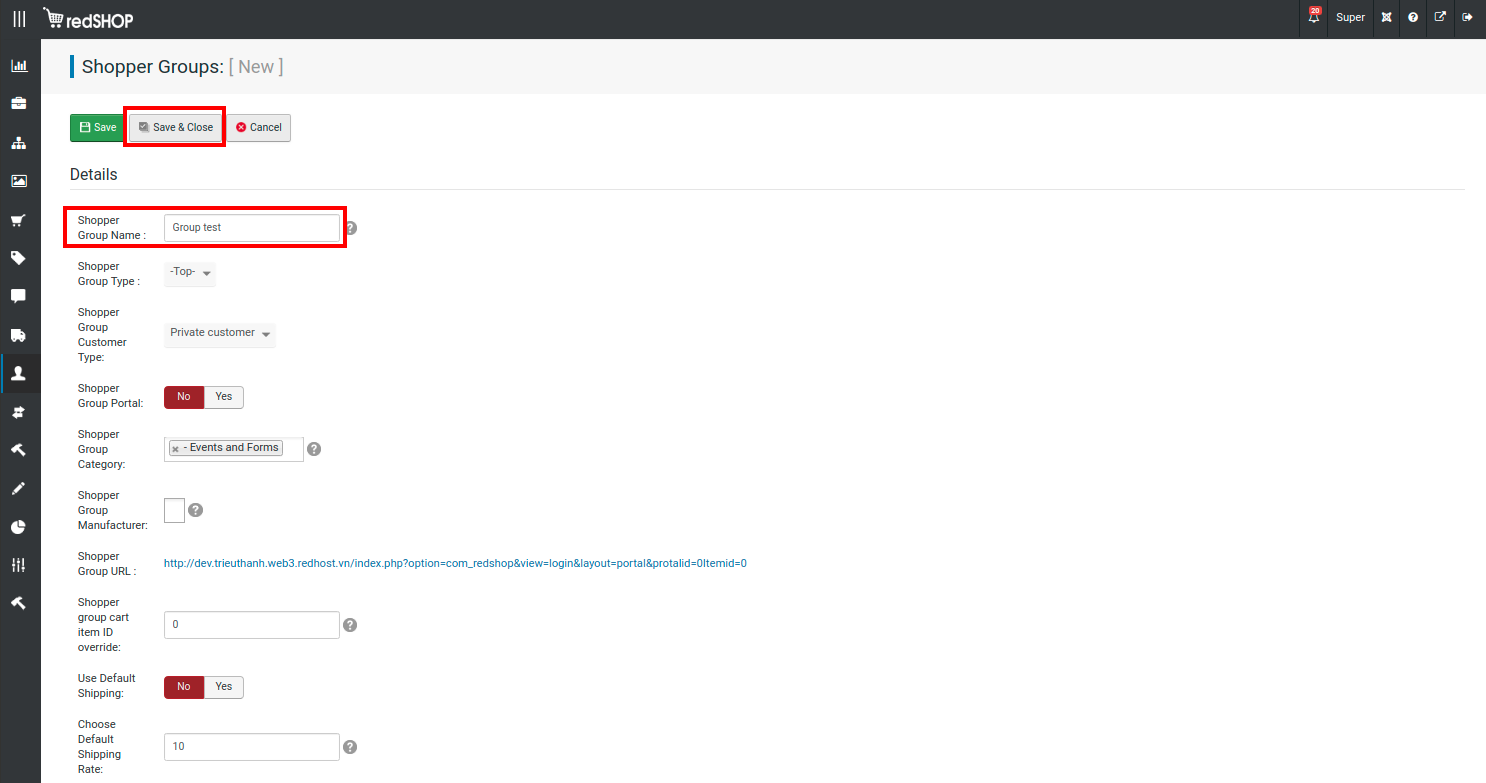 redSHOP
20
Super
Shopper Groups: [ New ]
Save
Save & Close
Cancel
Details
Shopper
Group Name :
Group test
Shopper
Group Type :
-Top-
Shopper
Group
Customer
Type:
Private customer
Shopper
Group Portal:
No
Yes
Shopper
Group
Category:
- Events and Forms
Shopper
Group
Manufacturer:
Shopper
Group URL :
http://dev.trieuthanh.web3.redhost.vn/index.php?option=com_redshop&view=login&layout=portal&protalid=0Itemid=0
Shopper
group cart
item ID
override:
0
Use Default
Shipping:
No
Yes
Choose
Default
Shipping
Rate:
10